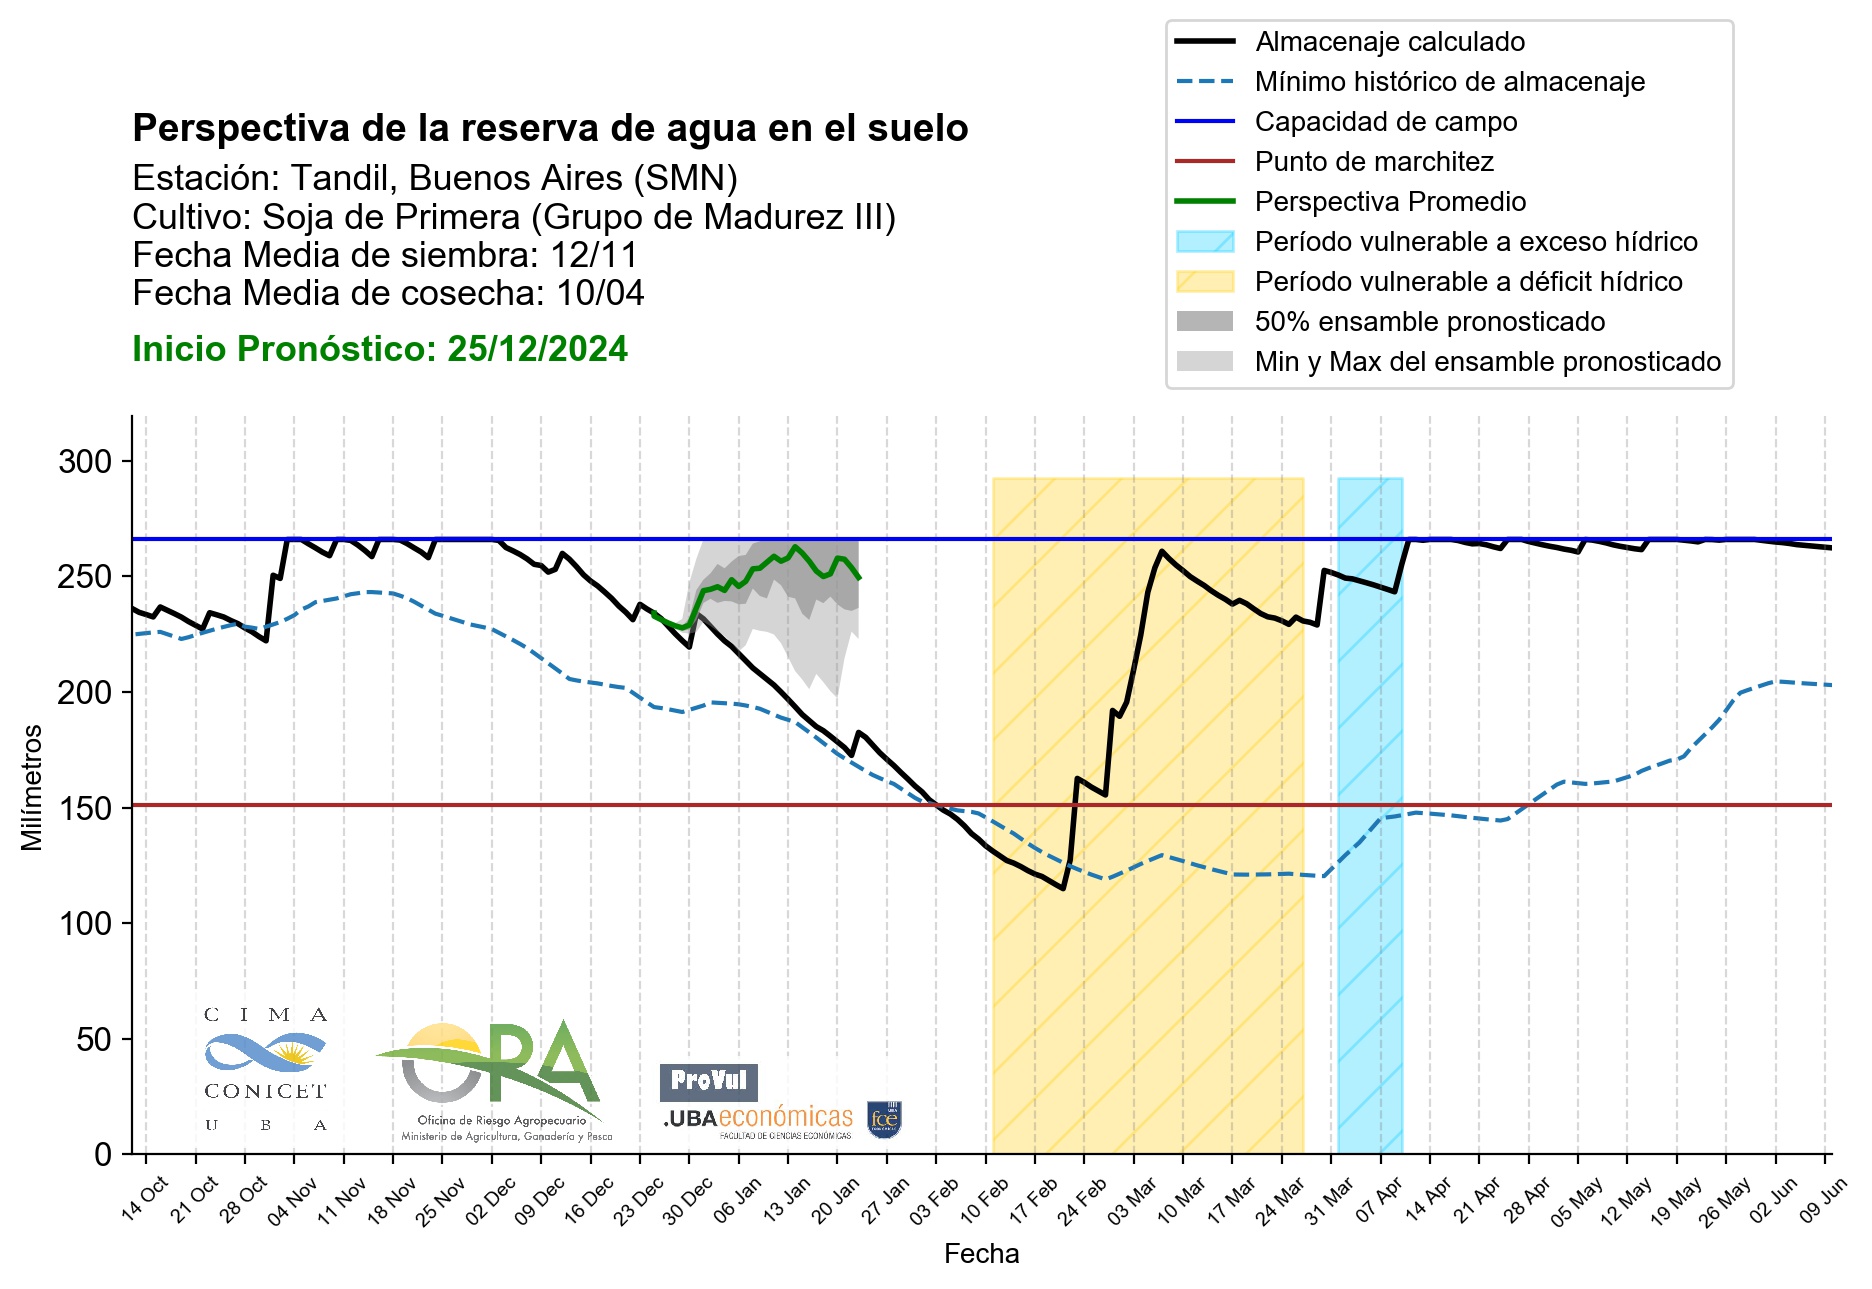 Almacenaje calculado
Mínimo histórico de almacenaje
Capacidad de campo
Punto de marchitez
Perspectiva Promedio
Período vulnerable a exceso hídrico
Período vulnerable a déficit hídrico
50% ensamble pronosticado
Min y Max del ensamble pronosticado
Perspectiva de la reserva de agua en el suelo
Estación: Tandil, Buenos Aires (SMN)
Cultivo: Soja de Primera (Grupo de Madurez III)
Fecha Media de siembra: 12/11
Fecha Media de cosecha: 10/04
Inicio Pronóstico: 25/12/2024
300
250
200
150
100
50
0
Milímetros
CIMA
CONICET
UBA
ORA
Oficina de Riesgo Agropecuario
Ministerio de Agricultura, Ganadería y Pesca
ProVul
.UBAeconómicas
FACULTAD DE CIENCIAS ECONÓMICAS
UBA
fce
14 Oct
21 Oct
28 Oct
04 Nov
11 Nov
18 Nov
25 Nov
02 Dec
09 Dec
16 Dec
23 Dec
30 Dec
06 Jan
13 Jan
20 Jan
27 Jan
03 Feb
10 Feb
17 Feb
24 Feb
03 Mar
10 Mar
17 Mar
24 Mar
31 Mar
07 Apr
14 Apr
21 Apr
28 Apr
05 May
12 May
19 May
26 May
02 Jun
09 Jun
Fecha